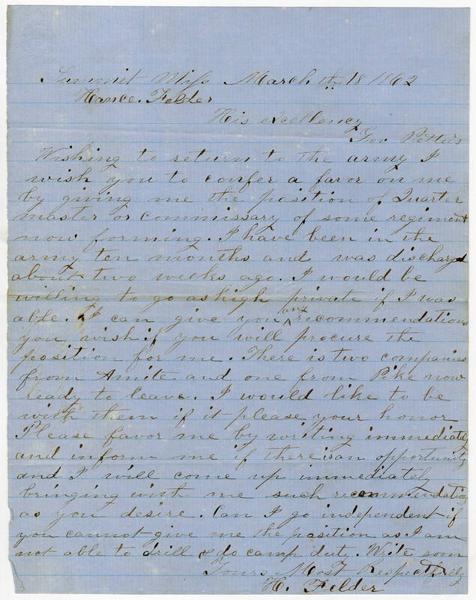 Summit Miss March th 18 1862
Hance. Felder
His excellency
Gov Pettus
Wishing to return to the army I
wish you to confer a favor on me
by giving me the position of Quarter
master or commissary of some regiment
now forming. I have been in the
army ten months and was dischargd
about two weeks ago. I would be
willing to go as high private if I was
able. I can give you any recommendation
you wish if you will procure the
position for me. There is two companies
from Amite and one from Pike now
ready to leave. I would like to be
with them if it please your honor
Please favor me by writing immediately
and inform me if there is an opportunity
and I will come up immediately
bringing with me such recommendation
as you desire. Can I go independent if
you cannot give me the position as I am
not able to drill & do camp dut. Write soon
Yours Most Respectfully
H. Felder